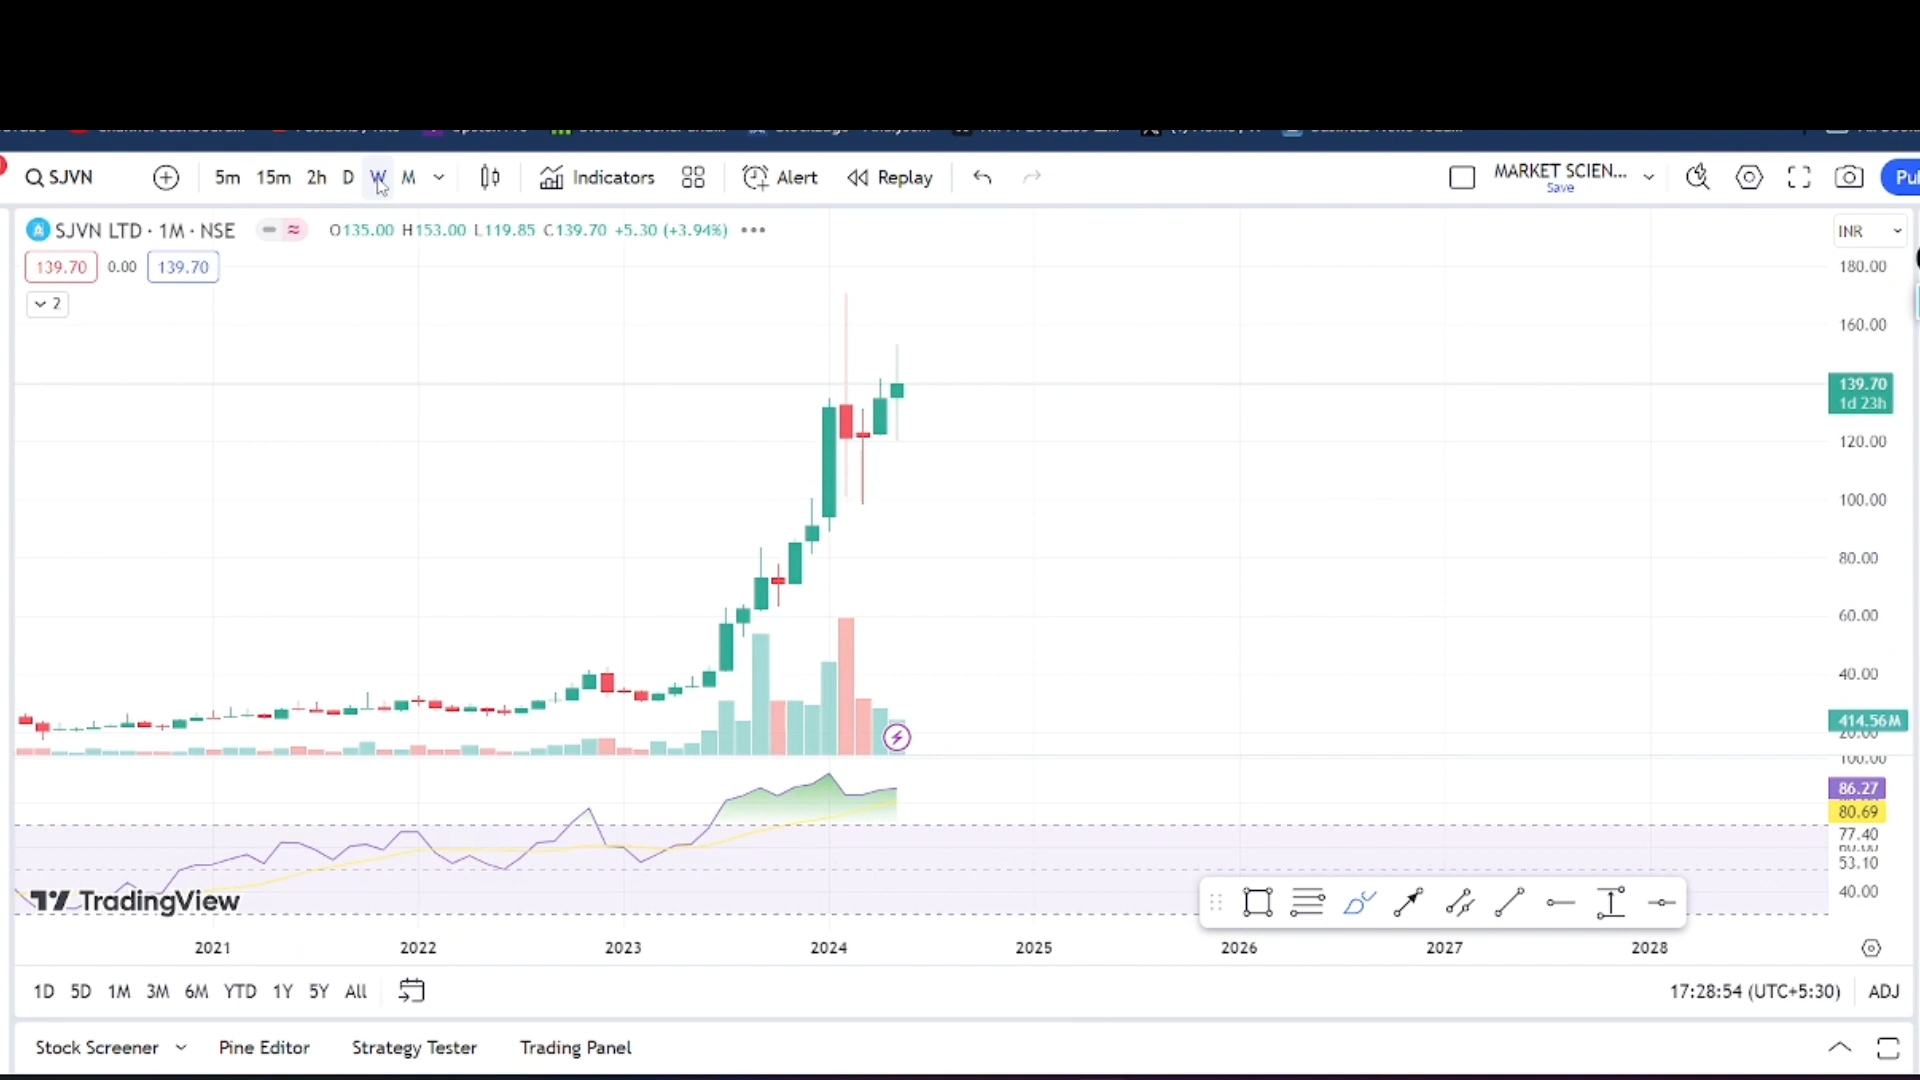 SJVN 5m 15m 2h D W M Indicators Alert Replay MARKET SCIEN... Save
SJVN LTD · 1M · NSE O135.00 H153.00 L119.85 C139.70 +5.30 (+3.94%) INR
139.70 0.00 139.70
2
180.00
160.00
139.70
1d 23h
120.00
100.00
80.00
60.00
40.00
414.56M
20.00
100.00
86.27
80.69
77.40
53.10
40.00
TradingView
2021 2022 2023 2024 2025 2026 2027 2028
1D 5D 1M 3M 6M YTD 1Y 5Y All 17:28:54 (UTC+5:30) ADJ
Stock Screener Pine Editor Strategy Tester Trading Panel